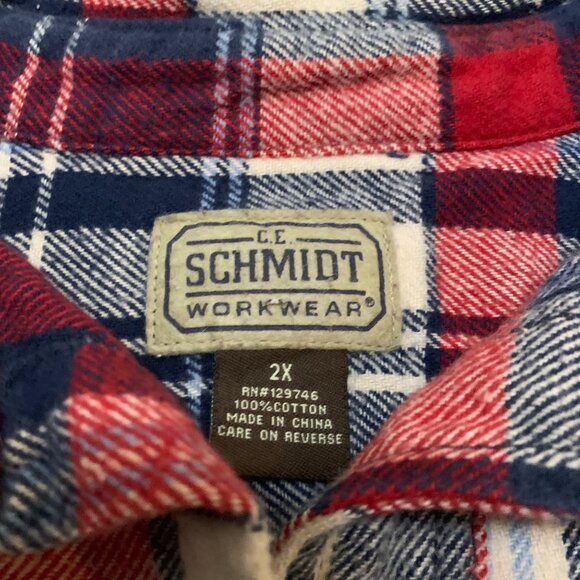 C.E.
SCHMIDT
WORKWEAR®
2X
RN#129746
100%COTTON
MADE IN CHINA
CARE ON REVERSE